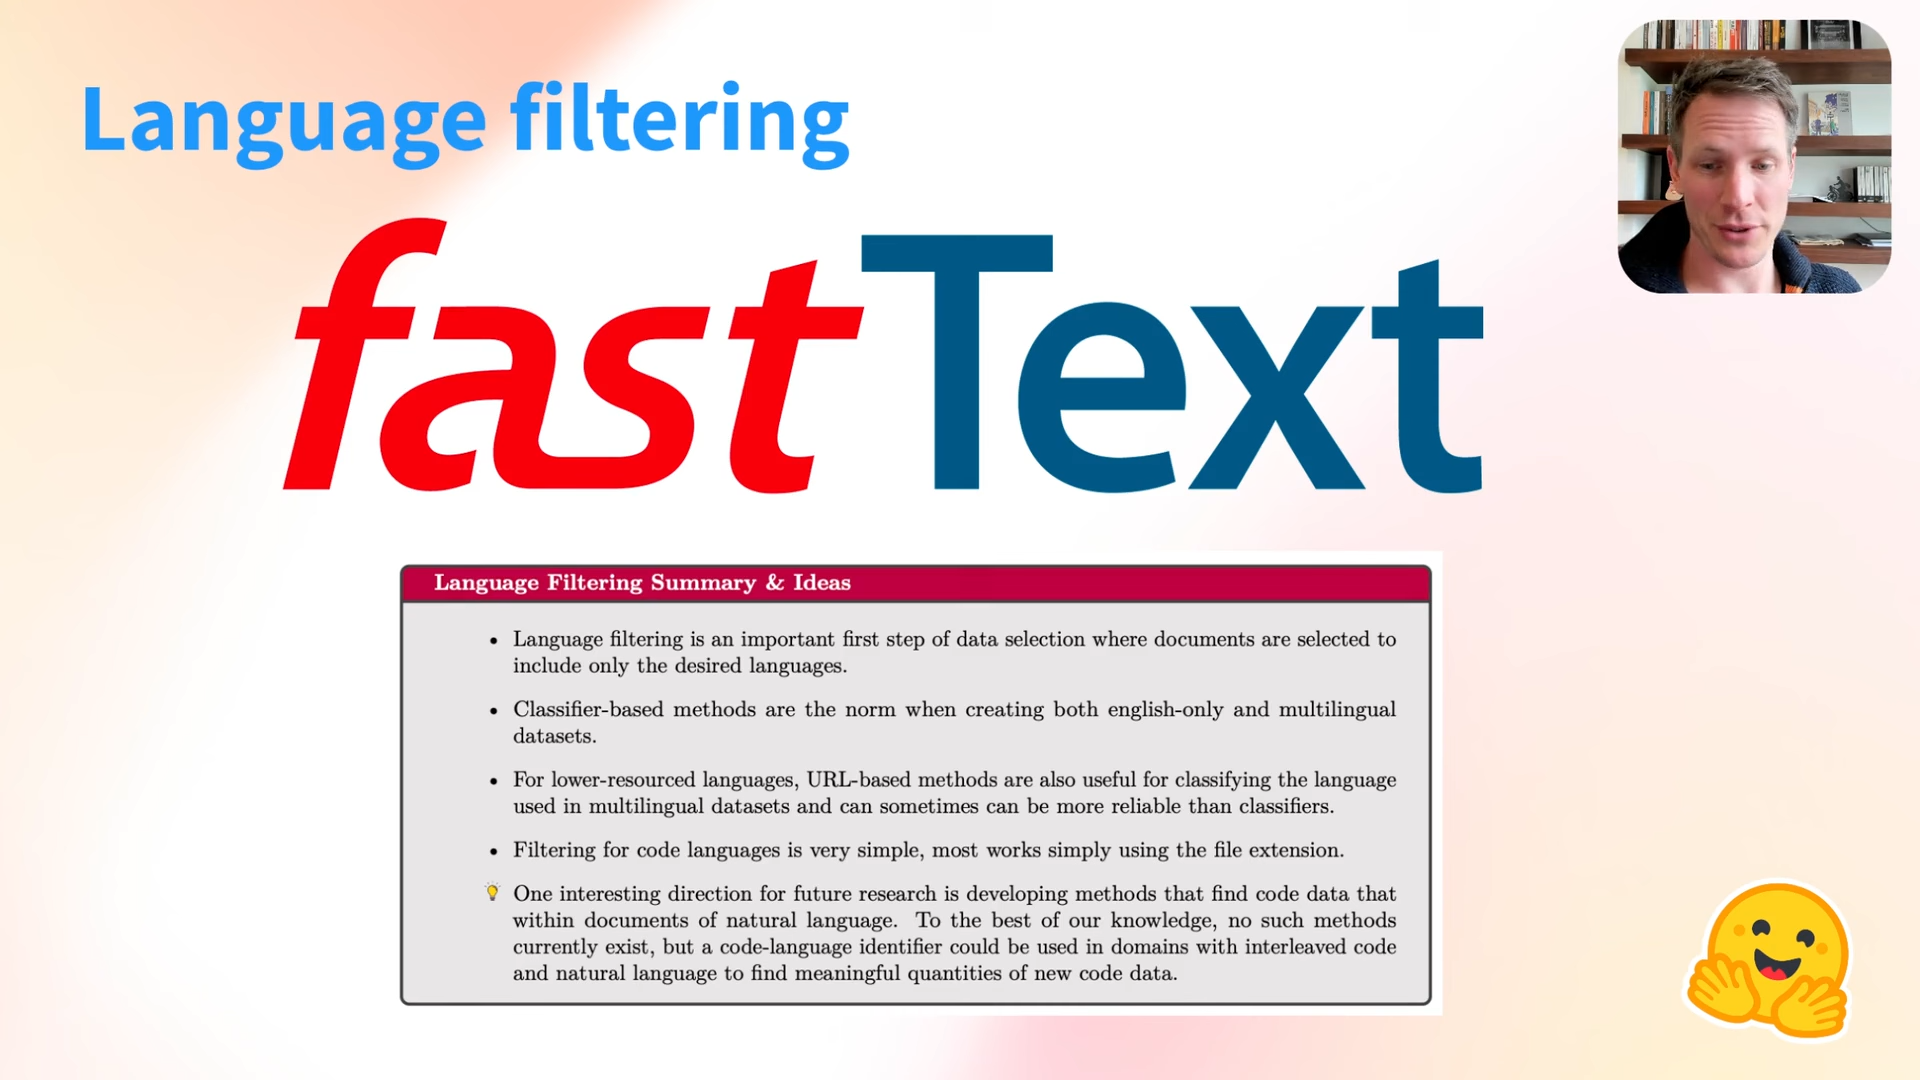 Language filtering
fastText
Language Filtering Summary & Ideas
• Language filtering is an important first step of data selection where documents are selected to
include only the desired languages.
• Classifier-based methods are the norm when creating both english-only and multilingual
datasets.
• For lower-resourced languages, URL-based methods are also useful for classifying the language
used in multilingual datasets and can sometimes can be more reliable than classifiers.
• Filtering for code languages is very simple, most works simply using the file extension.
One interesting direction for future research is developing methods that find code data that
within documents of natural language. To the best of our knowledge, no such methods
currently exist, but a code-language identifier could be used in domains with interleaved code
and natural language to find meaningful quantities of new code data.